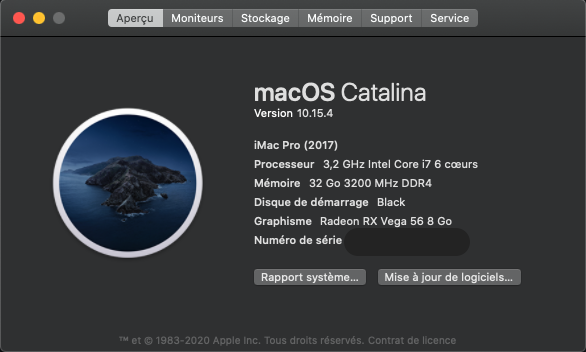 Aperçu Moniteurs Stockage Mémoire Support Service
macOS Catalina
Version 10.15.4
iMac Pro (2017)
Processeur 3,2 GHz Intel Core i7 6 cœurs
Mémoire 32 Go 3200 MHz DDR4
Disque de démarrage Black
Graphisme Radeon RX Vega 56 8 Go
Numéro de série
Rapport système... Mise à jour de logiciels...
™ et © 1983-2020 Apple Inc. Tous droits réservés. Contrat de licence